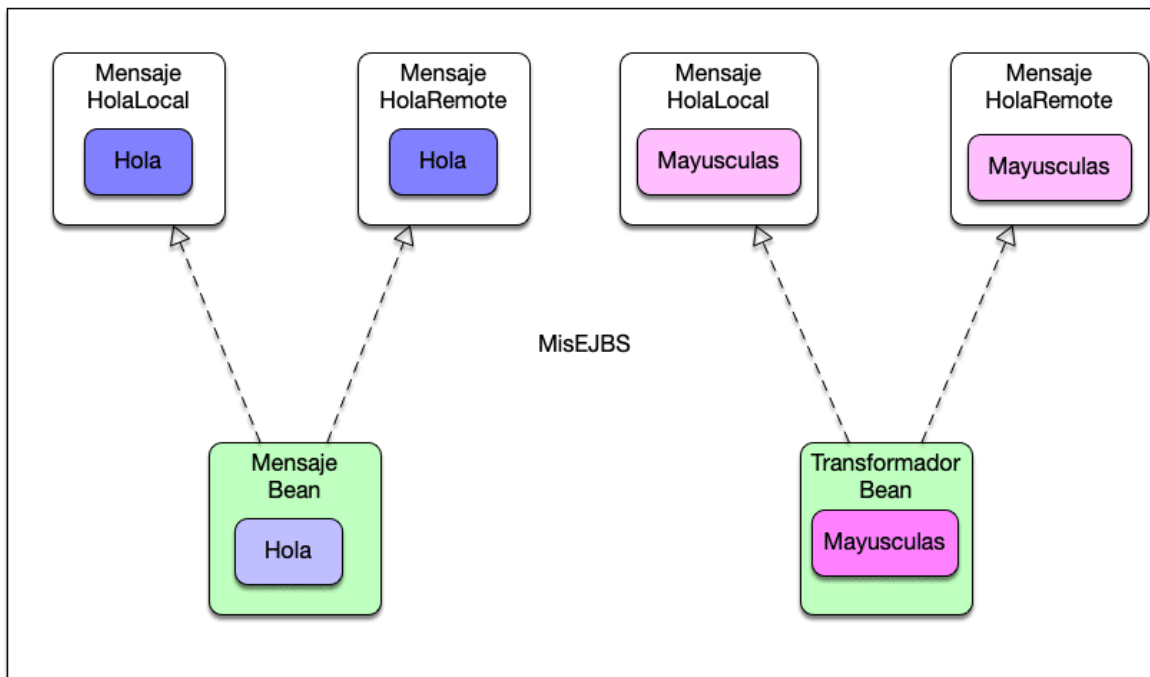 Mensaje
HolaLocal
Hola
Mensaje
HolaRemote
Hola
Mensaje
HolaLocal
Mayusculas
Mensaje
HolaRemote
Mayusculas
MisEJBS
Mensaje
Bean
Hola
Transformador
Bean
Mayusculas